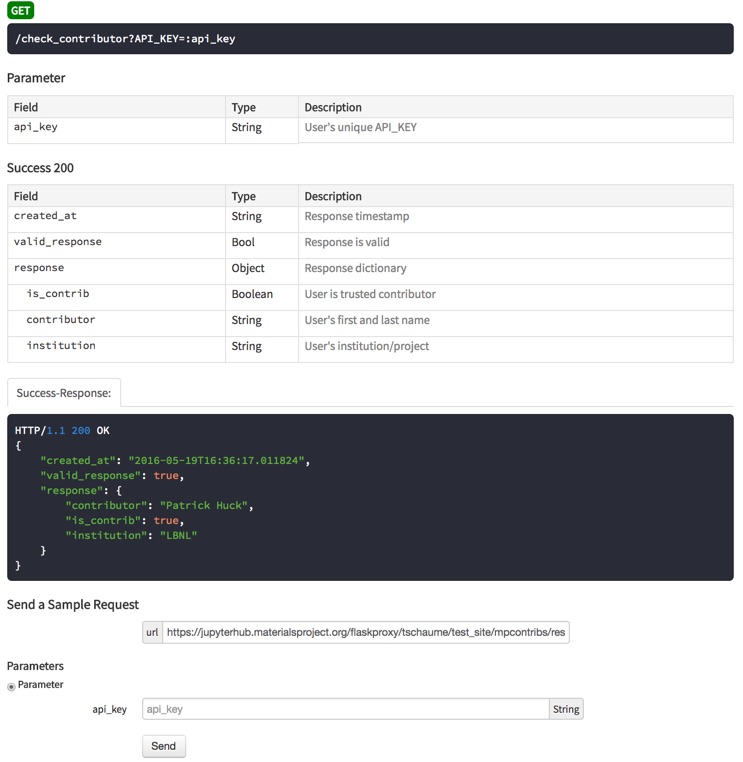 GET
/check_contributor?API_KEY=:api_key
Parameter
Field Type Description
api_key String User's unique API_KEY
Success 200
Field Type Description
created_at String Response timestamp
valid_response Bool Response is valid
response Object Response dictionary
is_contrib Boolean User is trusted contributor
contributor String User's first and last name
institution String User's institution/project
Success-Response:
HTTP/1.1 200 OK
{
"created_at": "2016-05-19T16:36:17.011824",
"valid_response": true,
"response": {
"contributor": "Patrick Huck",
"is_contrib": true,
"institution": "LBNL"
}
}
Send a Sample Request
url https://jupyterhub.materialsproject.org/flaskproxy/tschaume/test_site/mpcontribs/res
Parameters
Parameter
api_key api_key String
Send